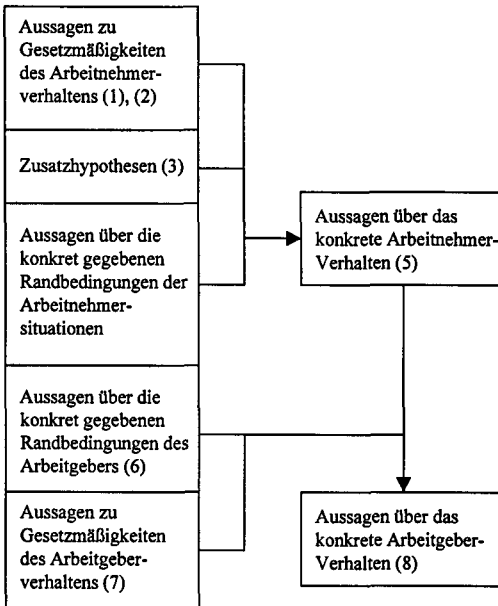 Aussagen zu
Gesetzmäßigkeiten
des Arbeitnehmer-
verhaltens (1), (2)
Zusatzhypothesen (3)
Aussagen über die
konkret gegebenen
Randbedingungen der
Arbeitnehmer-
situationen
Aussagen über die
konkret gegebenen
Randbedingungen des
Arbeitgebers (6)
Aussagen zu
Gesetzmäßigkeiten
des Arbeitgeber-
verhaltens (7)
Aussagen über das
konkrete Arbeitnehmer-
Verhalten (5)
Aussagen über das
konkrete Arbeitgeber-
Verhalten (8)